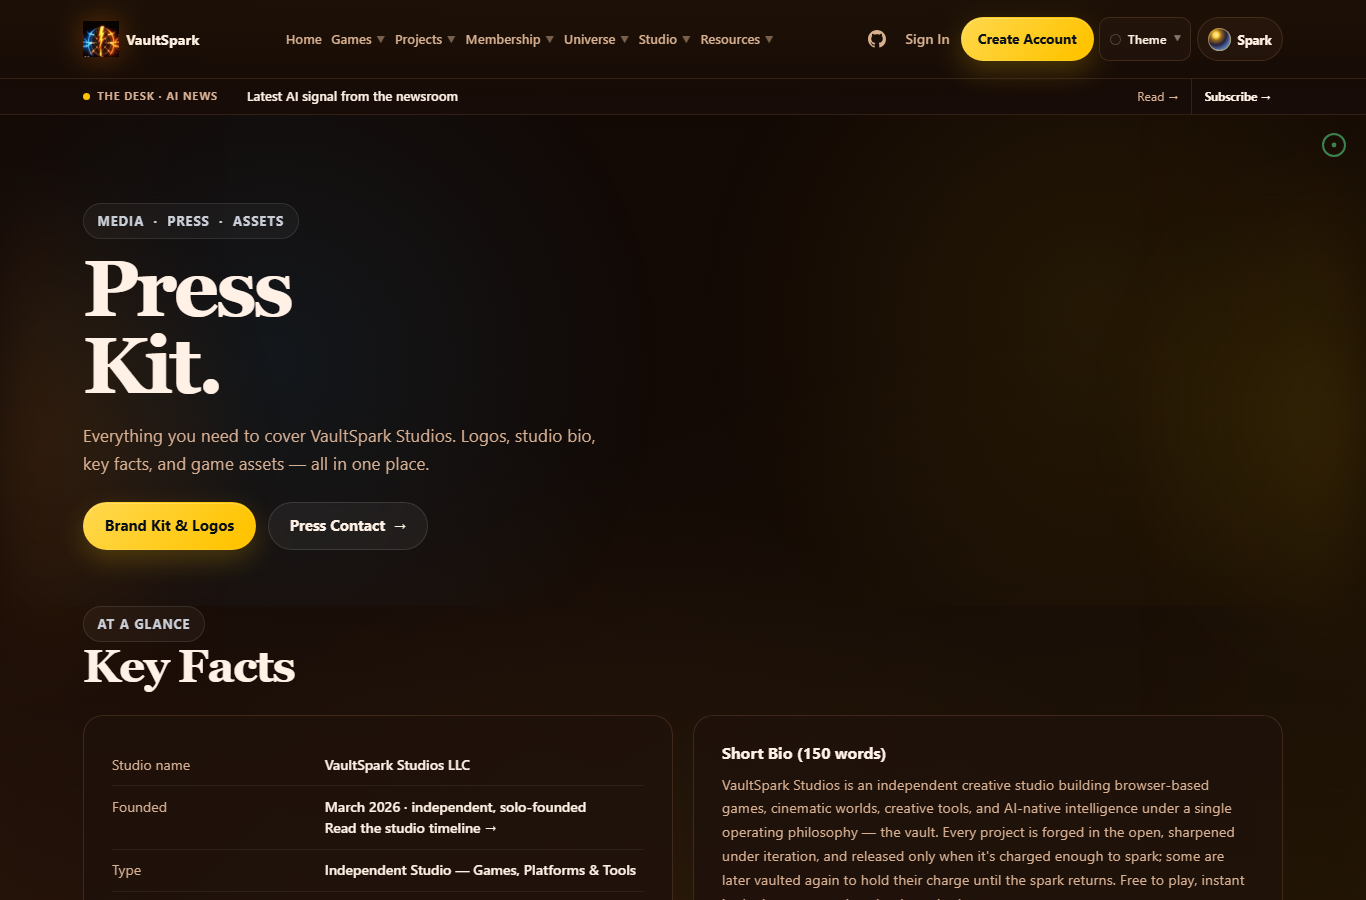 VaultSpark
Home Games Projects Membership Universe Studio Resources
Sign In
Create Account
Theme
Spark
THE DESK · AI NEWS
Latest AI signal from the newsroom
Read →
Subscribe →
MEDIA · PRESS · ASSETS
Press
Kit.
Everything you need to cover VaultSpark Studios. Logos, studio bio,
key facts, and game assets — all in one place.
Brand Kit & Logos
Press Contact →
AT A GLANCE
Key Facts
Studio name VaultSpark Studios LLC
Founded March 2026 · independent, solo-founded
Read the studio timeline →
Type Independent Studio — Games, Platforms & Tools
Short Bio (150 words)
VaultSpark Studios is an independent creative studio building browser-based
games, cinematic worlds, creative tools, and AI-native intelligence under a single
operating philosophy — the vault. Every project is forged in the open, sharpened
under iteration, and released only when it's charged enough to spark; some are
later vaulted again to hold their charge until the spark returns. Free to play, instant